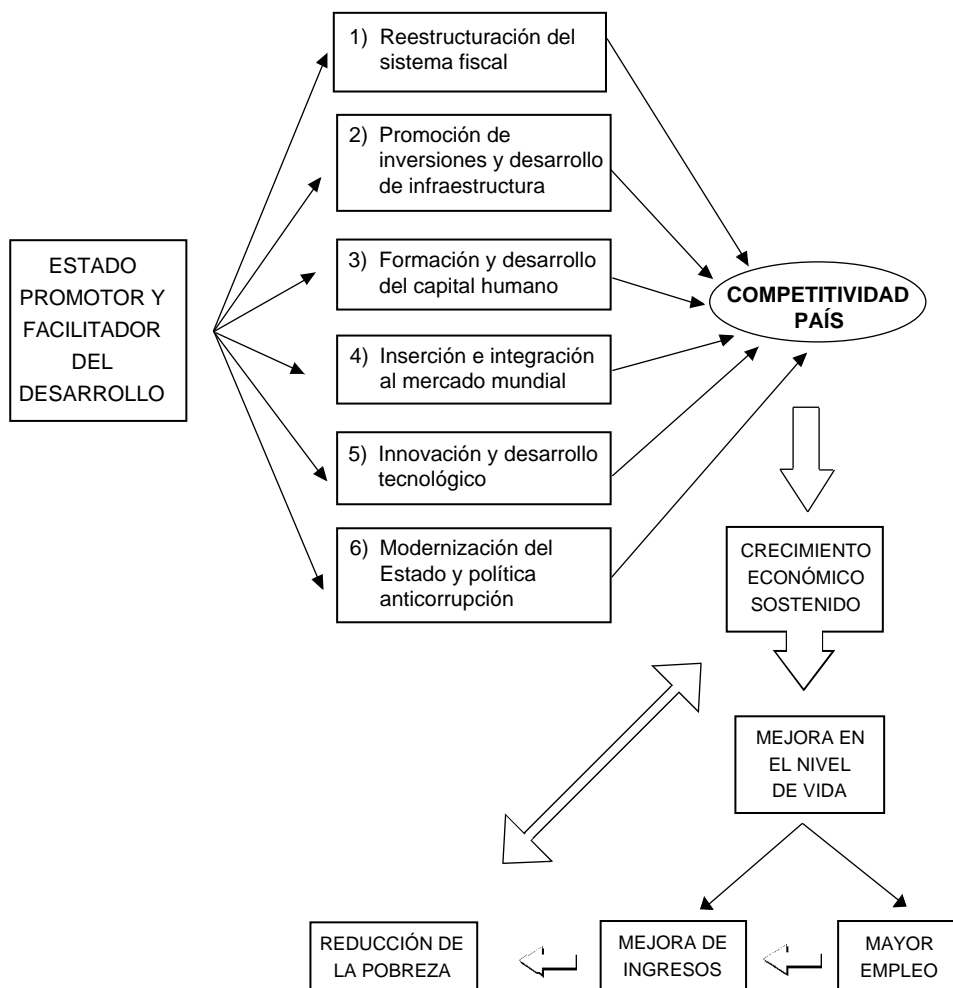 ESTADO
PROMOTOR Y
FACILITADOR
DEL
DESARROLLO
1) Reestructuración del
sistema fiscal
2) Promoción de
inversiones y desarrollo
de infraestructura
3) Formación y desarrollo
del capital humano
4) Inserción e integración
al mercado mundial
5) Innovación y desarrollo
tecnológico
6) Modernización del
Estado y política
anticorrupción
COMPETITIVIDAD
PAÍS
CRECIMIENTO
ECONÓMICO
SOSTENIDO
MEJORA EN
EL NIVEL
DE VIDA
REDUCCIÓN DE
LA POBREZA
MEJORA DE
INGRESOS
MAYOR
EMPLEO